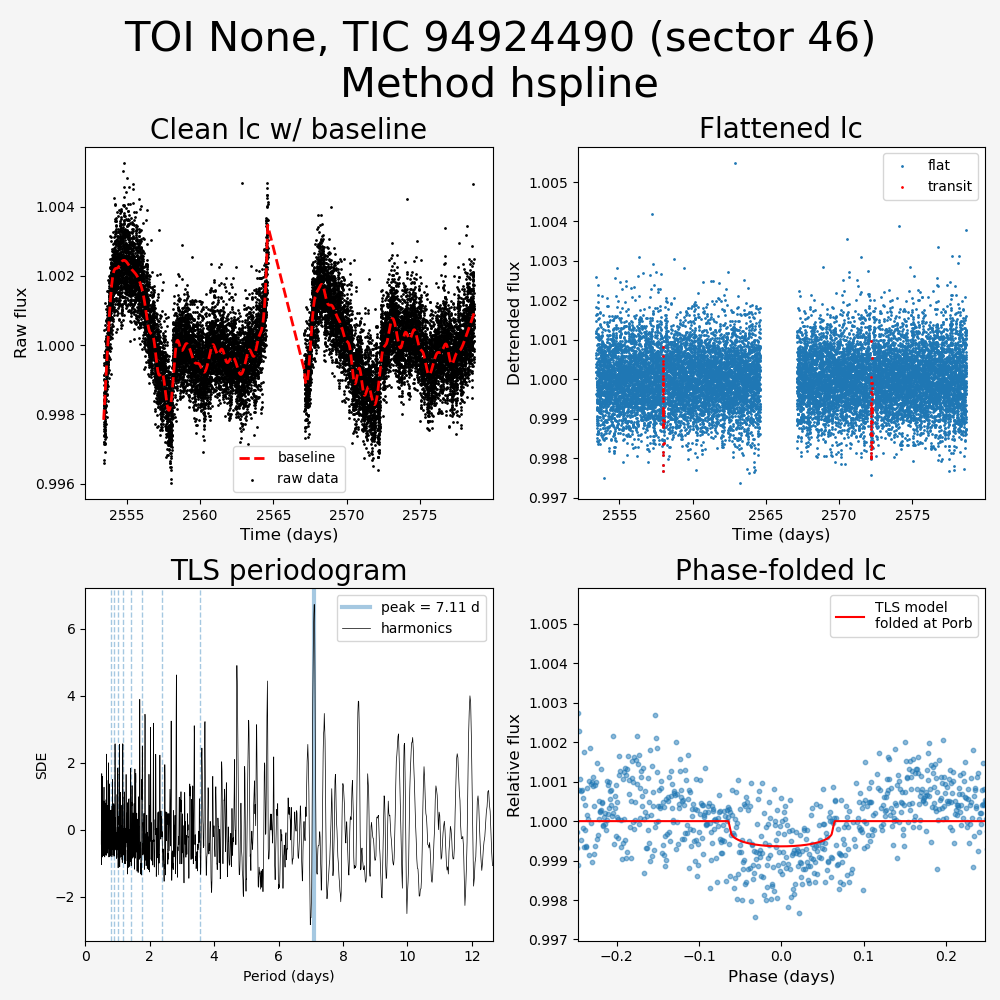 TOI None, TIC 94924490 (sector 46)
Method hspline
Clean lc w/ baseline
Raw flux
1.004
1.002
1.000
0.998
0.996
baseline
raw data
2555
2560
2565
2570
2575
Time (days)
Flattened lc
Detrended flux
1.005
1.004
1.003
1.002
1.001
1.000
0.999
0.998
0.997
flat
transit
2555
2560
2565
2570
2575
Time (days)
TLS periodogram
SDE
6
4
2
0
−2
peak = 7.11 d
harmonics
0
2
4
6
8
10
12
Period (days)
Phase-folded lc
Relative flux
1.005
1.004
1.003
1.002
1.001
1.000
0.999
0.998
0.997
TLS model
folded at Porb
−0.2
−0.1
0.0
0.1
0.2
Phase (days)